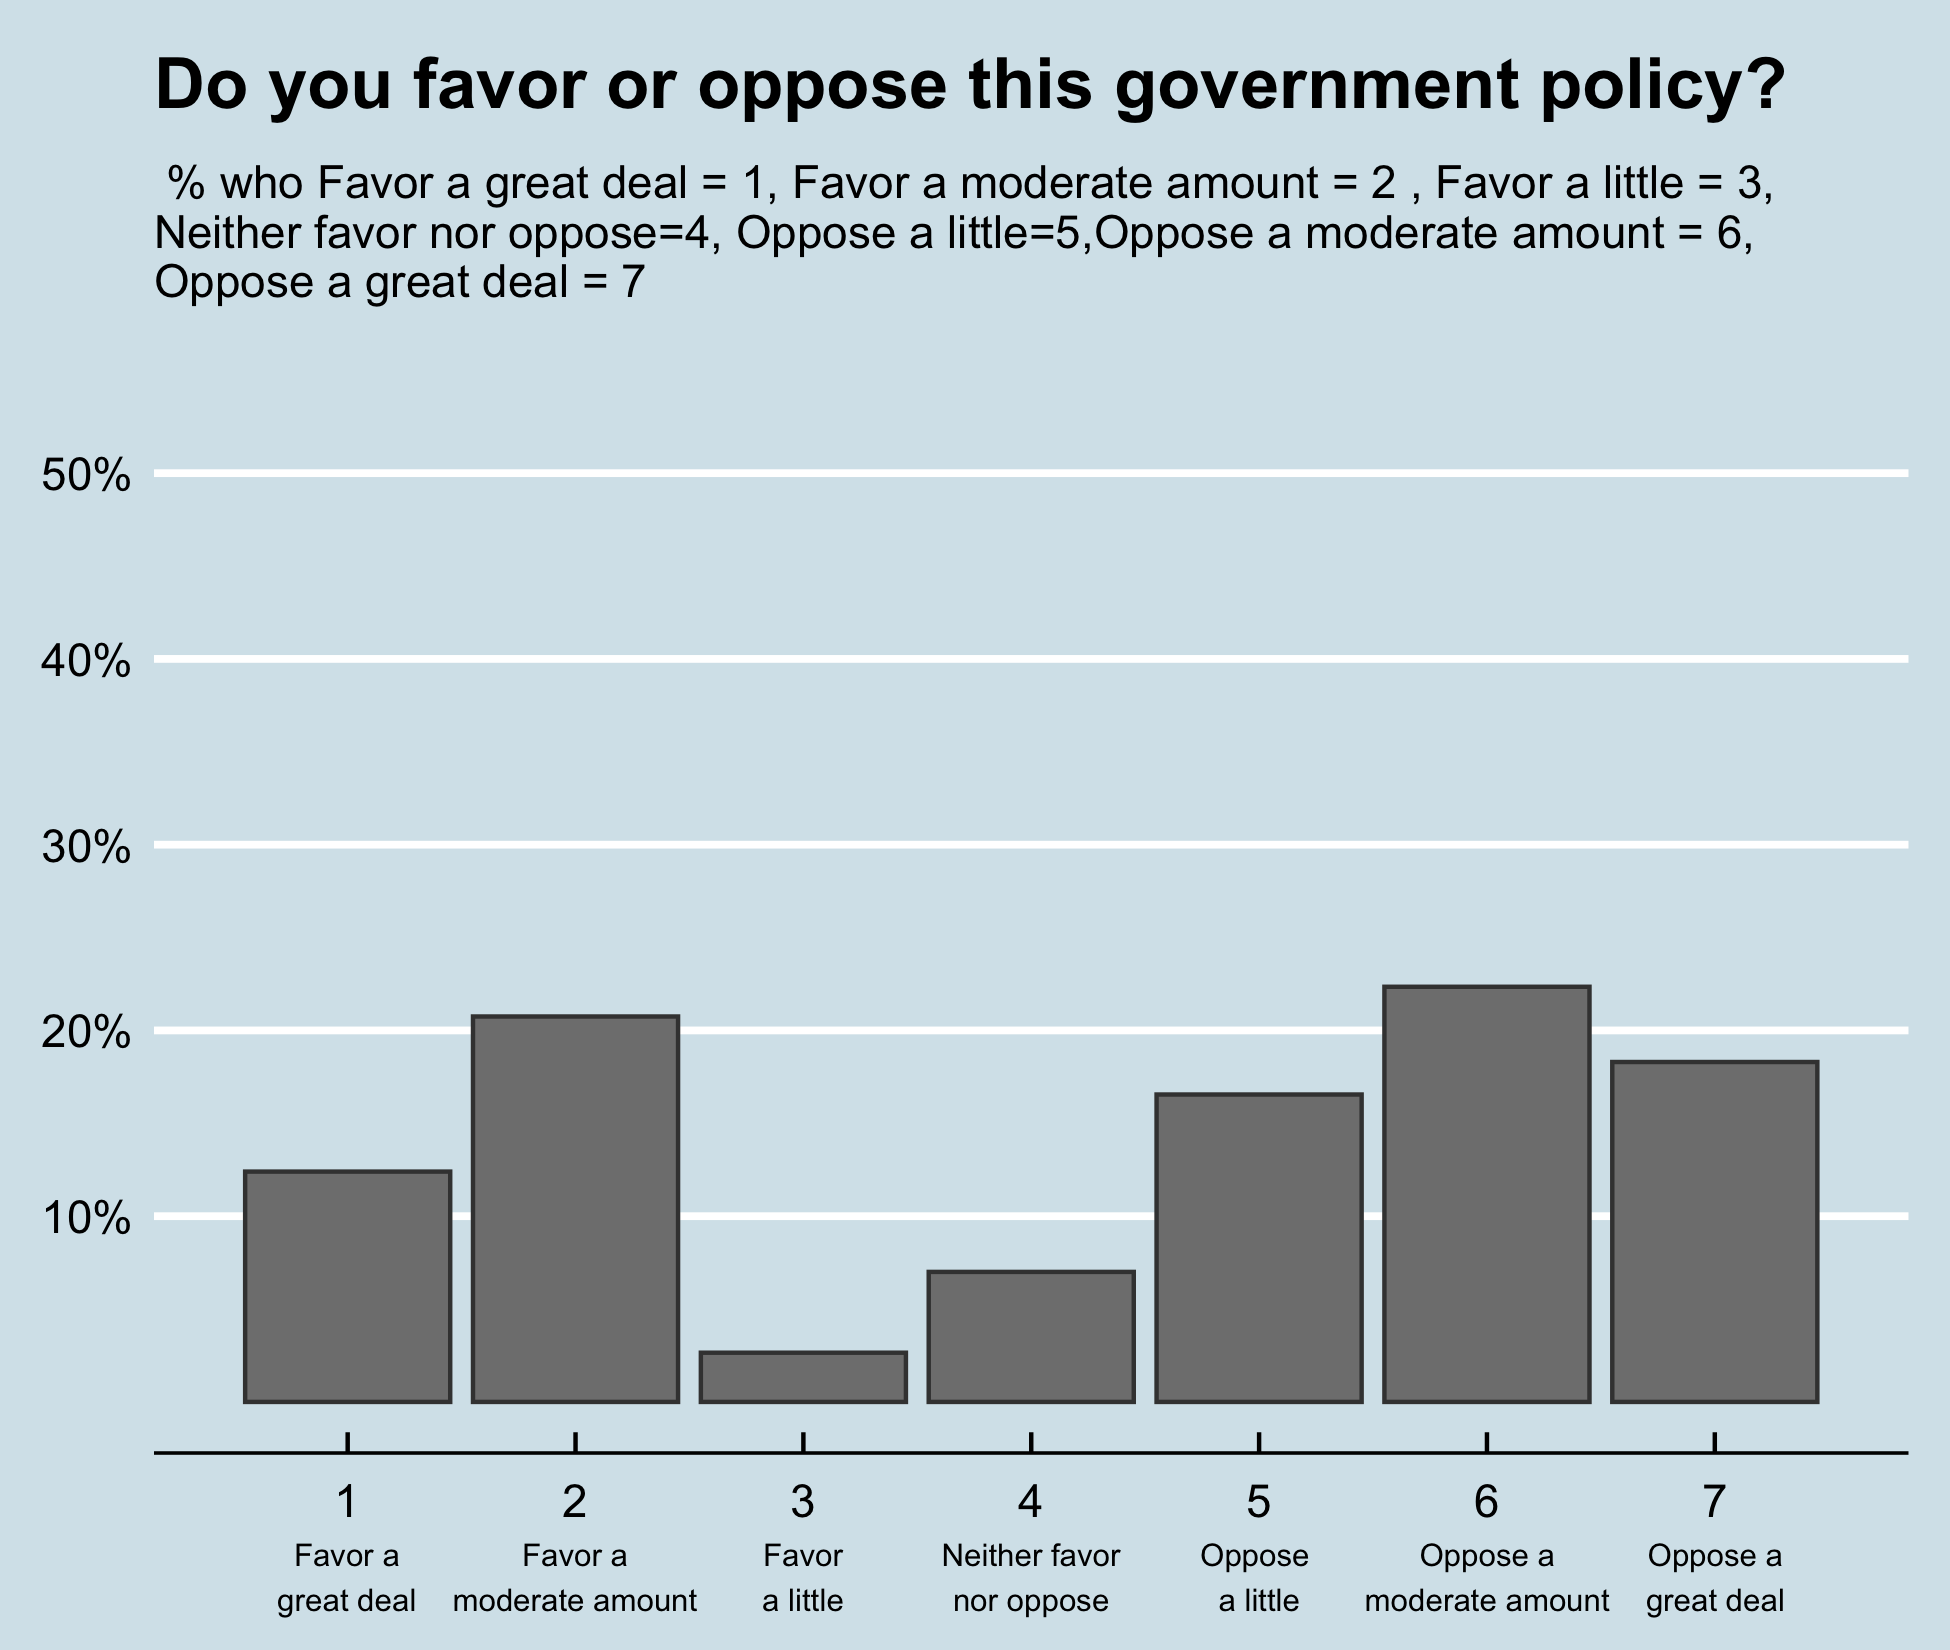 Do you favor or oppose this government policy?
% who Favor a great deal = 1, Favor a moderate amount = 2 , Favor a little = 3,
Neither favor nor oppose=4, Oppose a little=5,Oppose a moderate amount = 6,
Oppose a great deal = 7
50%
40%
30%
20%
10%
1 2 3 4 5 6 7
Favor a Favor a Favor Neither favor Oppose Oppose a Oppose a
great deal moderate amount a little nor oppose a little moderate amount great deal